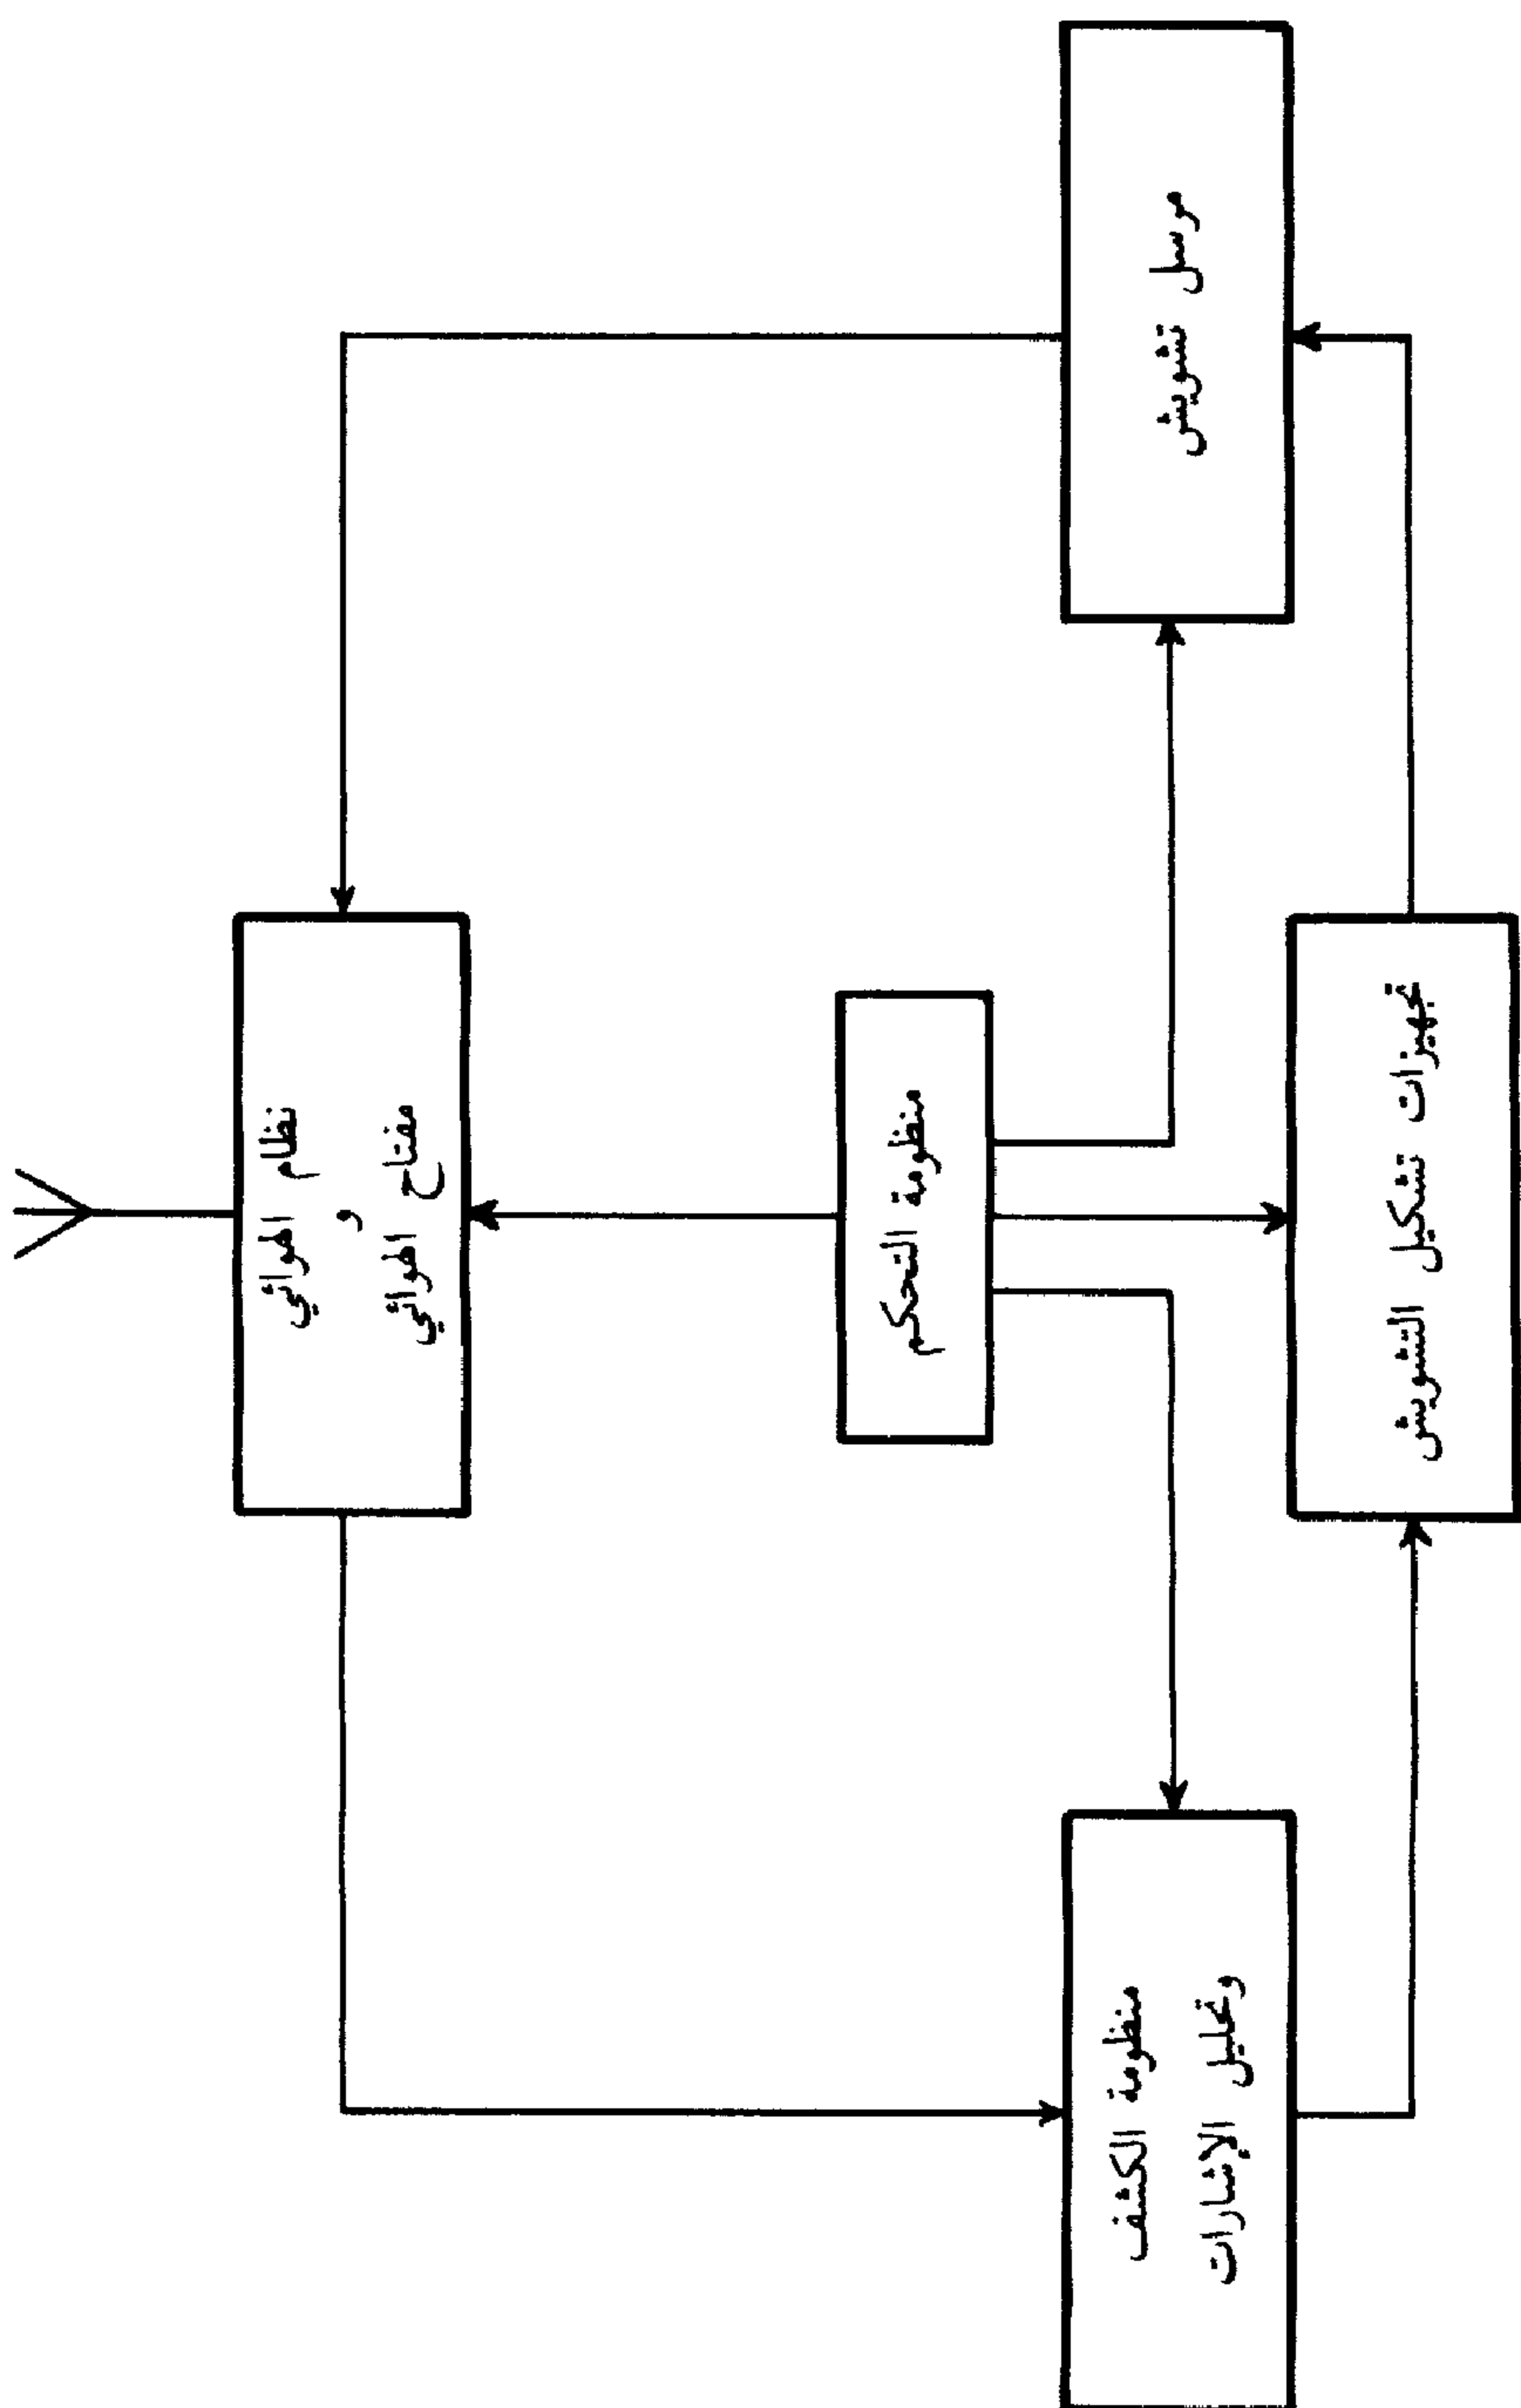 نظام الهوائي
و
مفتاح الهوائي
منظومة التحكم
مرسل تشويش
منظومة الكشف
وتحليل الإشارات
تجهيزات تشكيل التشويش